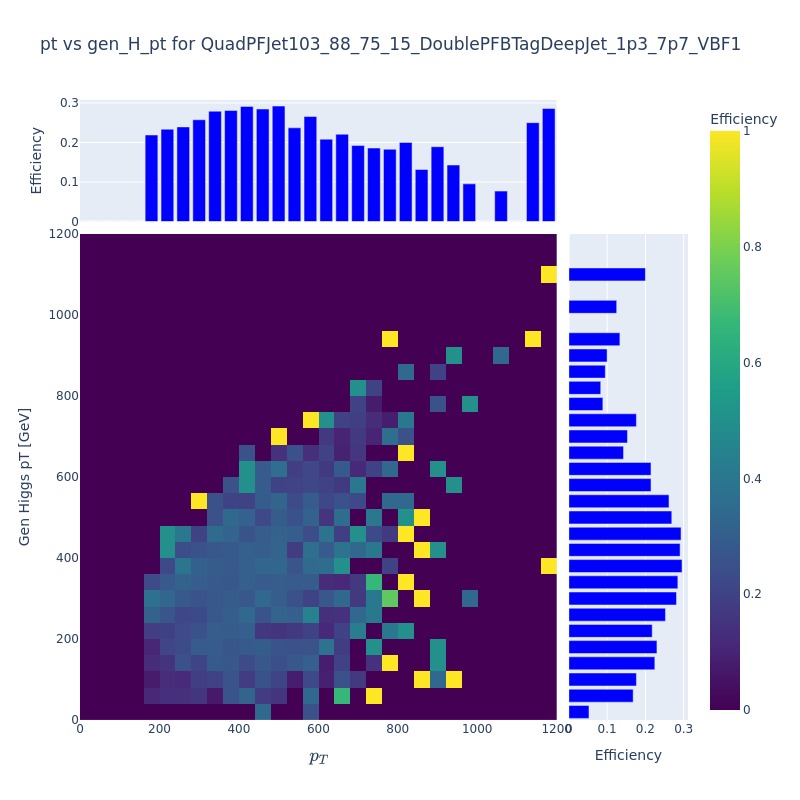 pt vs gen_H_pt for QuadPFJet103_88_75_15_DoublePFBTagDeepJet_1p3_7p7_VBF1
Efficiency
0.3
0.2
0.1
0
Efficiency
1
0.8
0.6
0.4
0.2
0
Gen Higgs pT [GeV]
1200
1000
800
600
400
200
0
0 200 400 600 800 1000 1200
p_T
0 0.1 0.2 0.3
Efficiency